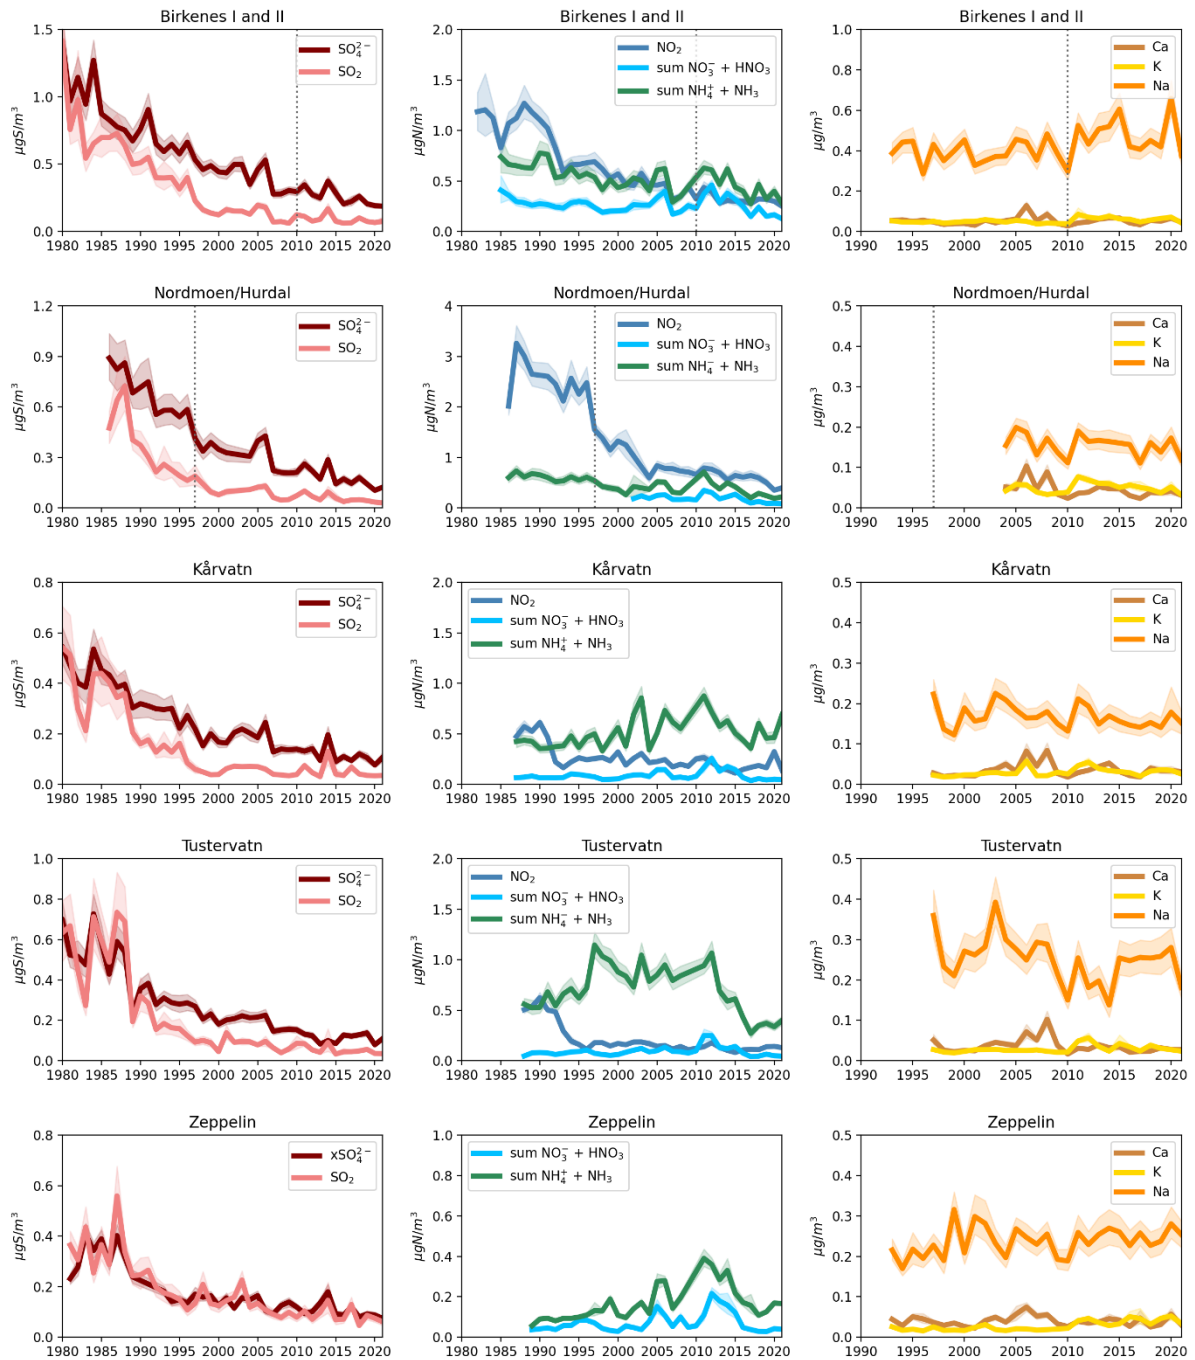 Birkenes I and II
µgS/m³
1.5
1.0
0.5
0.0
SO₄²⁻
SO₂
1980 1985 1990 1995 2000 2005 2010 2015 2020
Birkenes I and II
µgN/m³
2.0
1.5
1.0
0.5
0.0
NO₂
sum NO₃⁻ + HNO₃
sum NH₄⁺ + NH₃
1980 1985 1990 1995 2000 2005 2010 2015 2020
Birkenes I and II
µg/m³
1.0
0.8
0.6
0.4
0.2
0.0
Ca
K
Na
1990 1995 2000 2005 2010 2015 2020
Nordmoen/Hurdal
µgS/m³
1.2
0.9
0.6
0.3
0.0
SO₄²⁻
SO₂
1980 1985 1990 1995 2000 2005 2010 2015 2020
Nordmoen/Hurdal
µgN/m³
4
3
2
1
0
NO₂
sum NO₃⁻ + HNO₃
sum NH₄⁻ + NH₃
1980 1985 1990 1995 2000 2005 2010 2015 2020
Nordmoen/Hurdal
µg/m³
0.5
0.4
0.3
0.2
0.1
0.0
Ca
K
Na
1990 1995 2000 2005 2010 2015 2020
Kårvatn
µgS/m³
0.8
0.6
0.4
0.2
0.0
SO₄²⁻
SO₂
1980 1985 1990 1995 2000 2005 2010 2015 2020
Kårvatn
µgN/m³
2.0
1.5
1.0
0.5
0.0
NO₂
sum NO₃⁻ + HNO₃
sum NH₄⁺ + NH₃
1980 1985 1990 1995 2000 2005 2010 2015 2020
Kårvatn
µg/m³
0.5
0.4
0.3
0.2
0.1
0.0
Ca
K
Na
1990 1995 2000 2005 2010 2015 2020
Tustervatn
µgS/m³
1.0
0.8
0.6
0.4
0.2
0.0
SO₄²⁻
SO₂
1980 1985 1990 1995 2000 2005 2010 2015 2020
Tustervatn
µgN/m³
2.0
1.5
1.0
0.5
0.0
NO₂
sum NO₃⁻ + HNO₃
sum NH₄⁻ + NH₃
1980 1985 1990 1995 2000 2005 2010 2015 2020
Tustervatn
µg/m³
0.5
0.4
0.3
0.2
0.1
0.0
Ca
K
Na
1990 1995 2000 2005 2010 2015 2020
Zeppelin
µgS/m³
0.8
0.6
0.4
0.2
0.0
xSO₄²⁻
SO₂
1980 1985 1990 1995 2000 2005 2010 2015 2020
Zeppelin
µgN/m³
1.0
0.8
0.6
0.4
0.2
0.0
sum NO₃⁻ + HNO₃
sum NH₄⁺ + NH₃
1980 1985 1990 1995 2000 2005 2010 2015 2020
Zeppelin
µg/m³
0.5
0.4
0.3
0.2
0.1
0.0
Ca
K
Na
1990 1995 2000 2005 2010 2015 2020